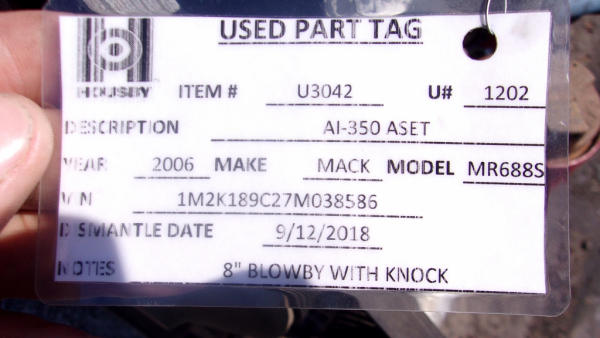 USED PART TAG
HOUSBY
ITEM # U3042 U# 1202
DESCRIPTION AI-350 ASET
YEAR 2006 MAKE MACK MODEL MR688S
VIN 1M2K189C27M038586
DISMANTLE DATE 9/12/2018
NOTES 8" BLOWBY WITH KNOCK